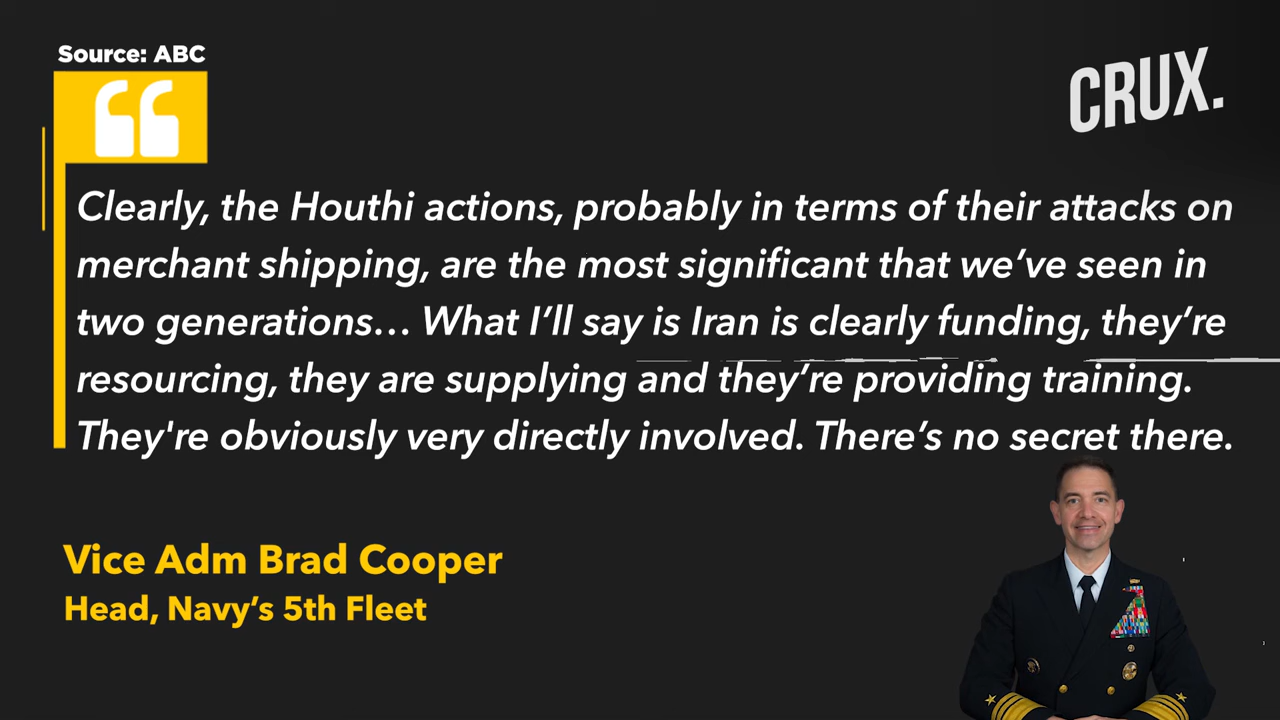 Source: ABC
CRUX.
Clearly, the Houthi actions, probably in terms of their attacks on
merchant shipping, are the most significant that we’ve seen in
two generations... What I’ll say is Iran is clearly funding, they’re
resourcing, they are supplying and they’re providing training.
They're obviously very directly involved. There’s no secret there.
Vice Adm Brad Cooper
Head, Navy’s 5th Fleet